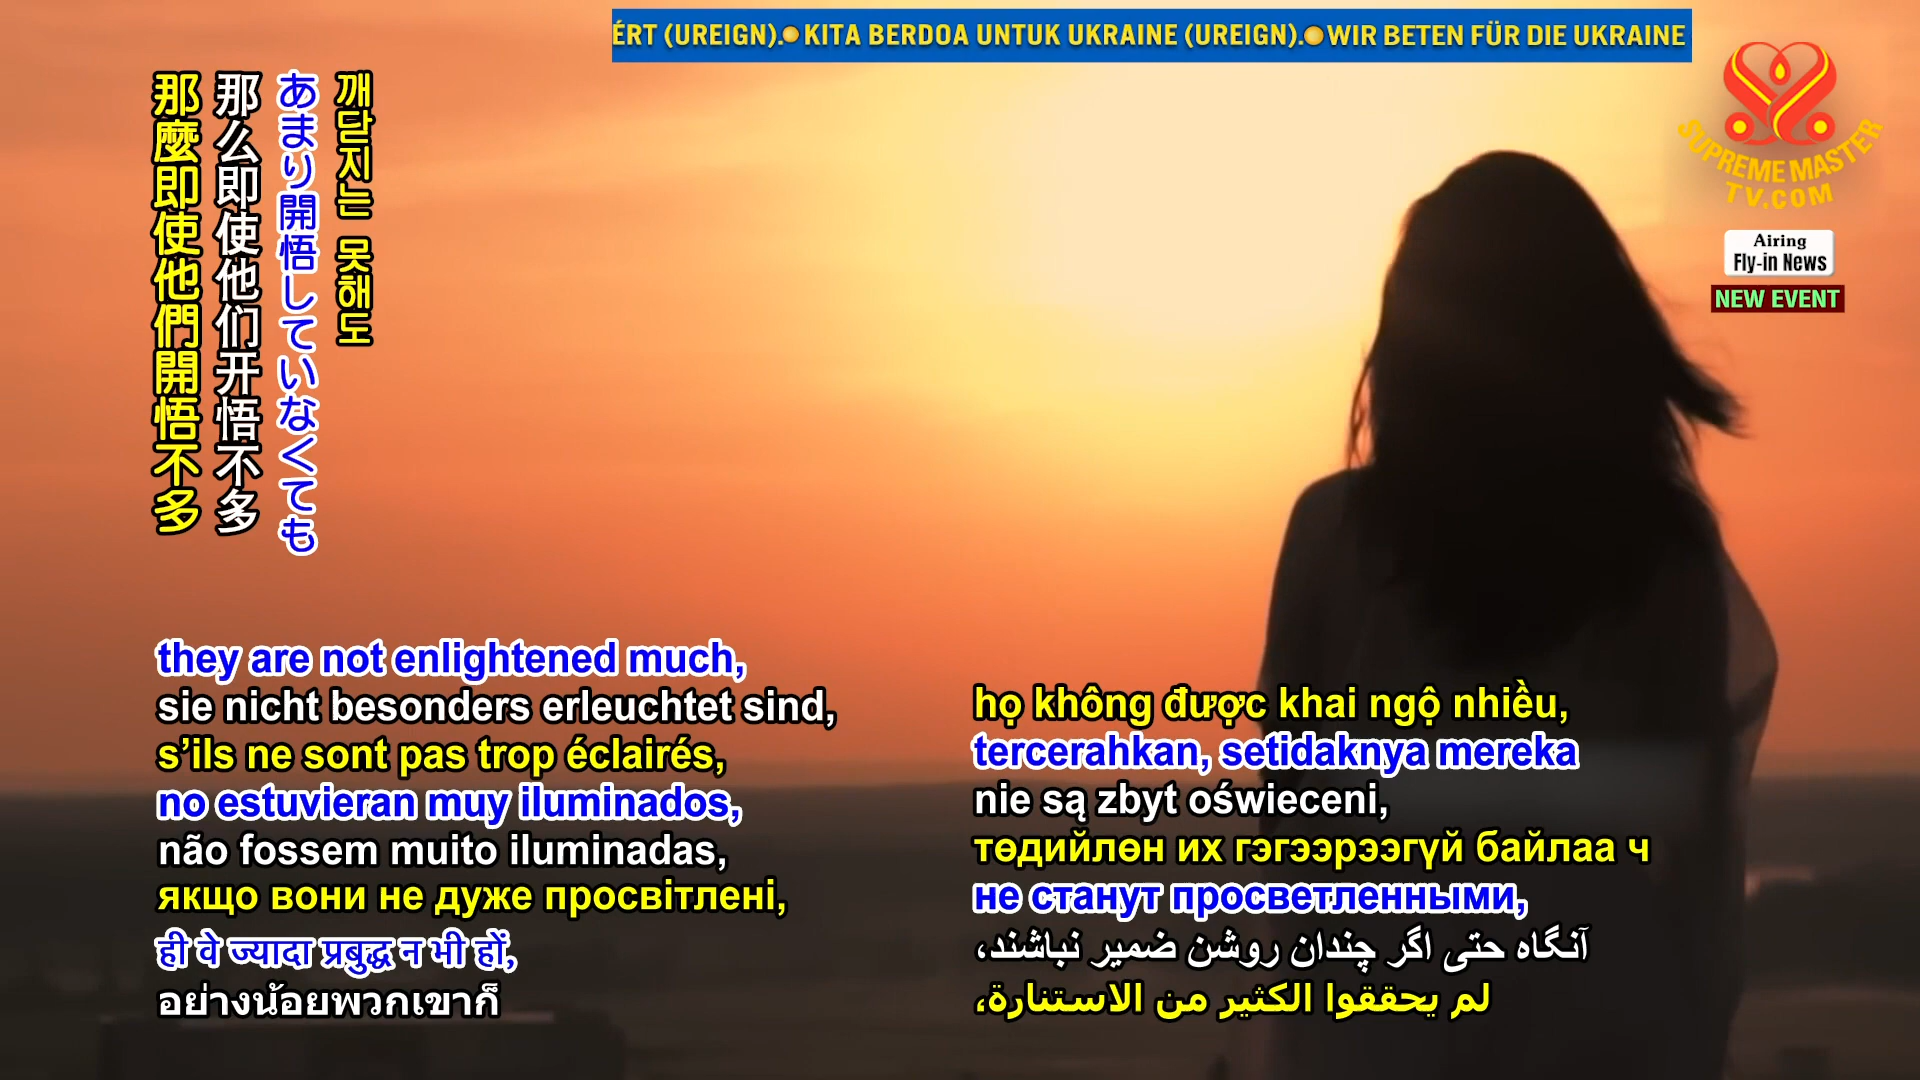 ÉRT (UREIGN). KITA BERDOA UNTUK UKRAINE (UREIGN). WIR BETEN FÜR DIE UKRAINE
SUPREME MASTER
TV.COM
Airing
Fly-in News
NEW EVENT
깨닫지는 못해도
あまり開悟していなくても
那么即使他们开悟不多
那麼即使他們開悟不多
they are not enlightened much,
sie nicht besonders erleuchtet sind,
s’ils ne sont pas trop éclairés,
no estuvieran muy iluminados,
não fossem muito iluminadas,
якщо вони не дуже просвітлені,
ही वे ज्यादा प्रबुद्ध न भी हों,
อย่างน้อยพวกเขาก็
họ không được khai ngộ nhiều,
tercerahkan, setidaknya mereka
nie są zbyt oświeceni,
төдийлөн их гэгээрээгүй байлаа ч
не станут просветленными,
آنگاه حتی اگر چندان روشن ضمیر نباشند،
لم يحققوا الكثير من الاستنارة،